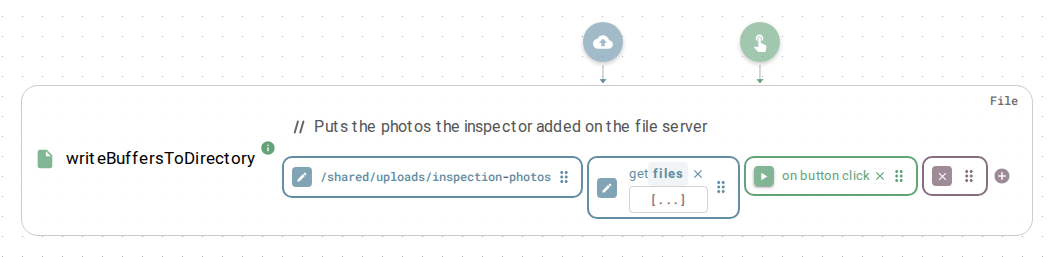 File
// Puts the photos the inspector added on the file server
writeBuffersToDirectory
/shared/uploads/inspection-photos
get files
[...]
on button click